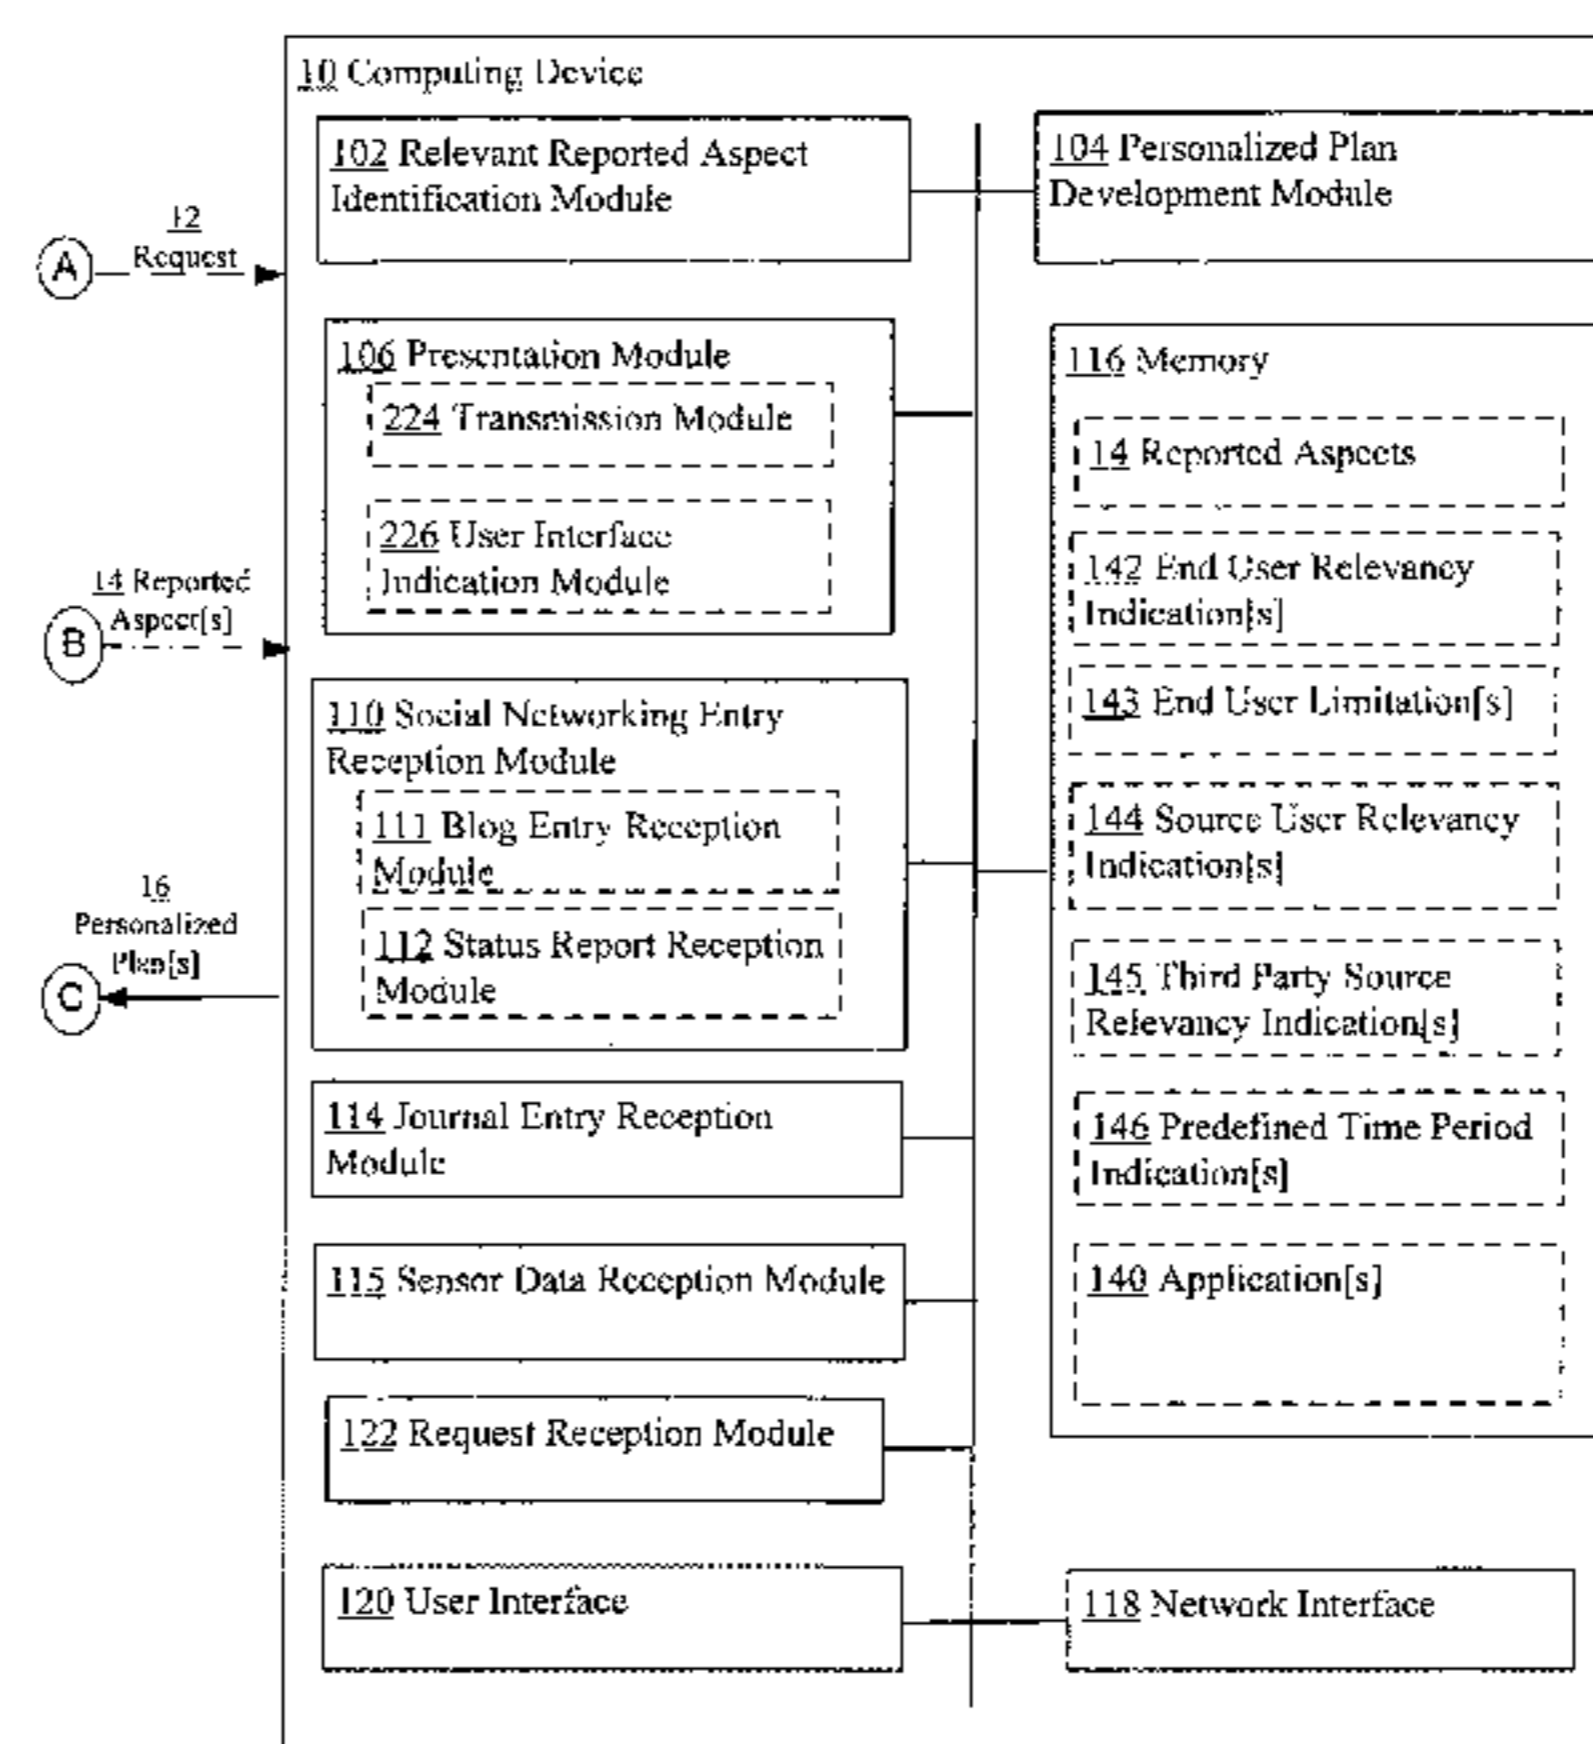 10 Computing Device
102 Relevant Reported Aspect
Identification Module
104 Personalized Plan
Development Module
12
Request
A
106 Presentation Module
224 Transmission Module
226 User Interface
Indication Module
116 Memory
14 Reported Aspects
142 End User Relevancy
Indication[s]
143 End User Limitation[s]
144 Source User Relevancy
Indication[s]
145 Third Party Source
Relevancy Indication[s]
146 Predefined Time Period
Indication[s]
140 Application[s]
14 Reported
Aspect[s]
B
110 Social Networking Entry
Reception Module
111 Blog Entry Reception
Module
112 Status Report Reception
Module
16
Personalized
Plan[s]
C
114 Journal Entry Reception
Module
115 Sensor Data Reception Module
122 Request Reception Module
120 User Interface
118 Network Interface